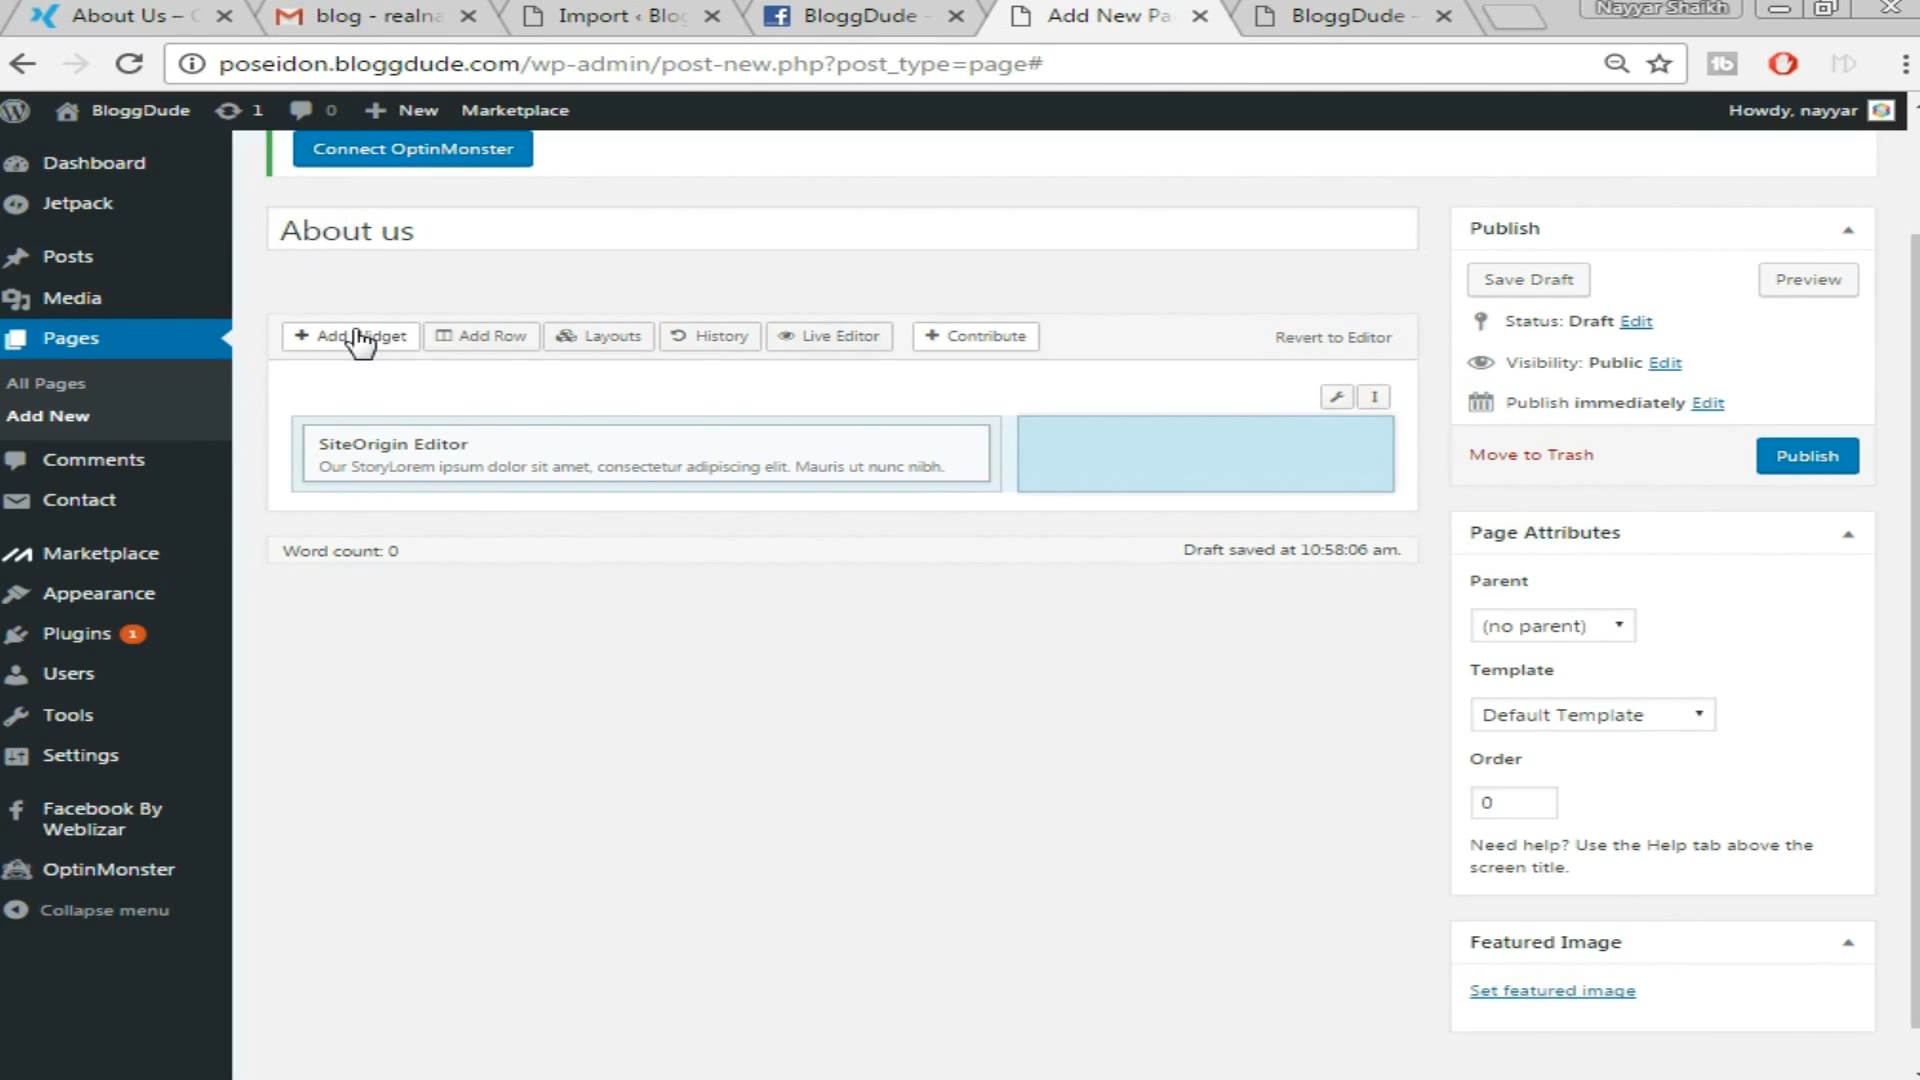 About Us –
blog - realna
Import ‹ Blog
BloggDude -
Add New Pa
BloggDude -
Nayyar Shaikh
poseidon.bloggdude.com/wp-admin/post-new.php?post_type=page#
BloggDude
1
0
New
Marketplace
Howdy, nayyar
Connect OptinMonster
Dashboard
Jetpack
Posts
Media
Pages
All Pages
Add New
Comments
Contact
Marketplace
Appearance
Plugins 1
Users
Tools
Settings
Facebook By
Weblizar
OptinMonster
Collapse menu
About us
Add Widget
Add Row
Layouts
History
Live Editor
Contribute
Revert to Editor
SiteOrigin Editor
Our StoryLorem ipsum dolor sit amet, consectetur adipiscing elit. Mauris ut nunc nibh.
Word count: 0
Draft saved at 10:58:06 am.
Publish
Save Draft
Preview
Status: Draft Edit
Visibility: Public Edit
Publish immediately Edit
Move to Trash
Publish
Page Attributes
Parent
(no parent)
Template
Default Template
Order
0
Need help? Use the Help tab above the
screen title.
Featured Image
Set featured image